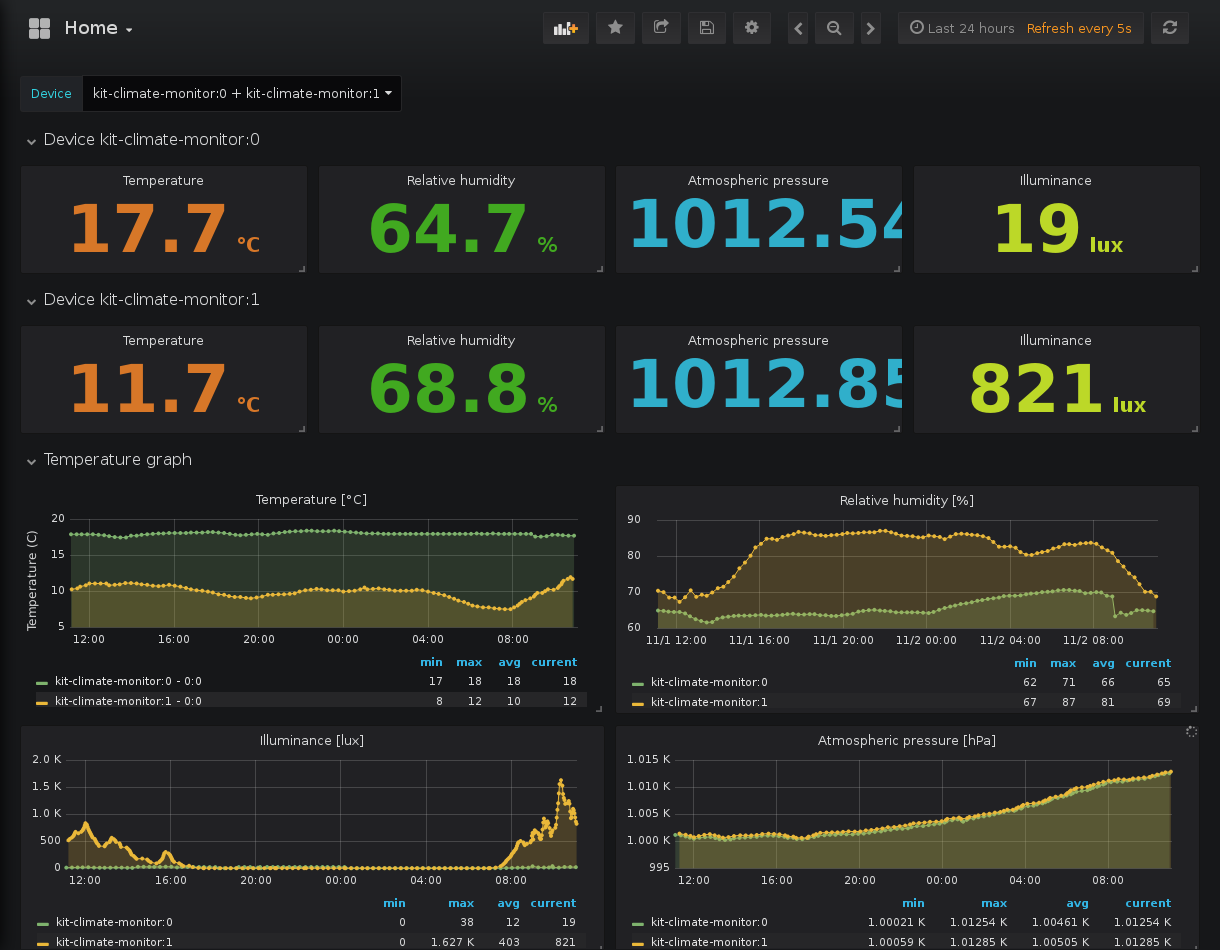 Home
Last 24 hours Refresh every 5s
Device kit-climate-monitor:0 + kit-climate-monitor:1
Device kit-climate-monitor:0
Temperature Relative humidity Atmospheric pressure Illuminance
17.7 °C 64.7 % 1012.54 19 lux
Device kit-climate-monitor:1
Temperature Relative humidity Atmospheric pressure Illuminance
11.7 °C 68.8 % 1012.85 821 lux
Temperature graph
Temperature [°C]
Temperature (C)
20
15
10
5
12:00 16:00 20:00 00:00 04:00 08:00
min max avg current
kit-climate-monitor:0 - 0:0 17 18 18 18
kit-climate-monitor:1 - 0:0 8 12 10 12
Relative humidity [%]
90
80
70
60
11/1 12:00 11/1 16:00 11/1 20:00 11/2 00:00 11/2 04:00 11/2 08:00
min max avg current
kit-climate-monitor:0 62 71 66 65
kit-climate-monitor:1 67 87 81 69
Illuminance [lux]
2.0 K
1.5 K
1.0 K
500
0
12:00 16:00 20:00 00:00 04:00 08:00
min max avg current
kit-climate-monitor:0 0 38 12 19
kit-climate-monitor:1 0 1.627 K 403 821
Atmospheric pressure [hPa]
1.015 K
1.010 K
1.005 K
1.000 K
995
12:00 16:00 20:00 00:00 04:00 08:00
min max avg current
kit-climate-monitor:0 1.00021 K 1.01254 K 1.00461 K 1.01254 K
kit-climate-monitor:1 1.00059 K 1.01285 K 1.00505 K 1.01285 K